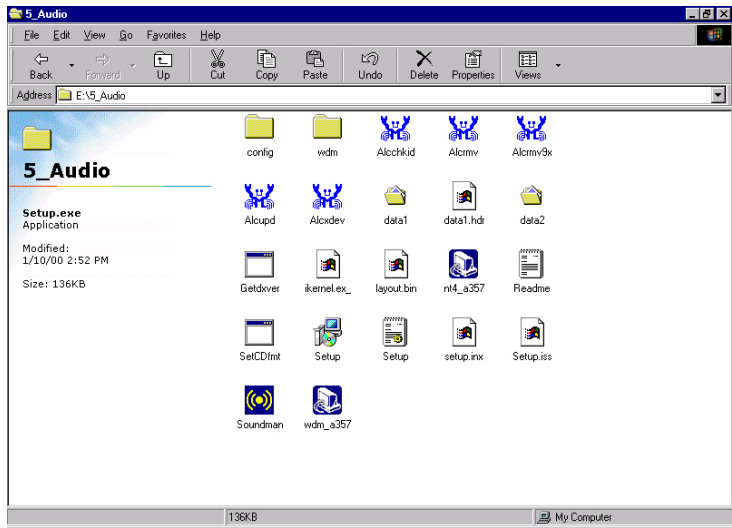 5_Audio
File Edit View Go Favorites Help
Back Forward Up Cut Copy Paste Undo Delete Properties Views
Address E:\5_Audio
5_Audio
Setup.exe
Application
Modified:
1/10/00 2:52 PM
Size: 136KB
config wdm Alcchkid Alcrmv Alcrmv9x
Alcupd Alcxdev data1 data1.hdr data2
Getdxver ikernel.ex_ layout.bin nt4_a357 Readme
SetCDfmt Setup Setup setup.inx Setup.iss
Soundman wdm_a357
136KB My Computer